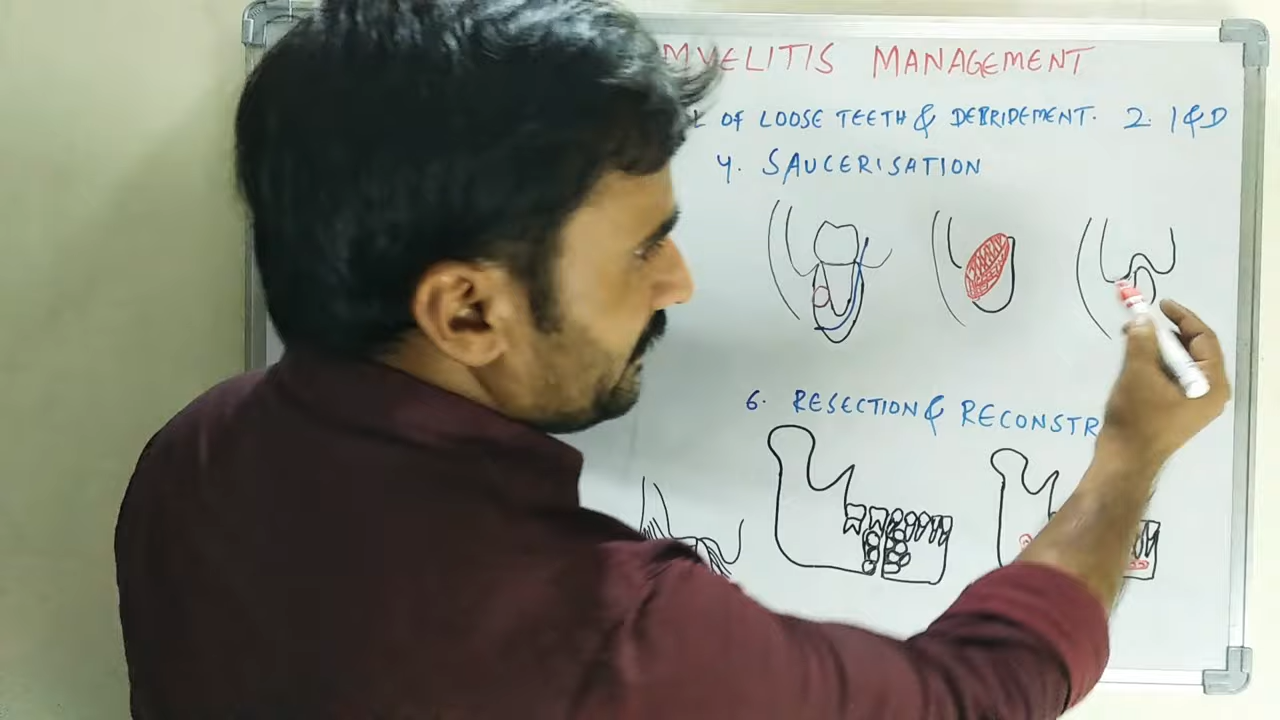 MYELITIS MANAGEMENT
L OF LOOSE TEETH & DEBRIDEMENT. 2. I & D
4. SAUCERISATION
6. RESECTION & RECONSTR